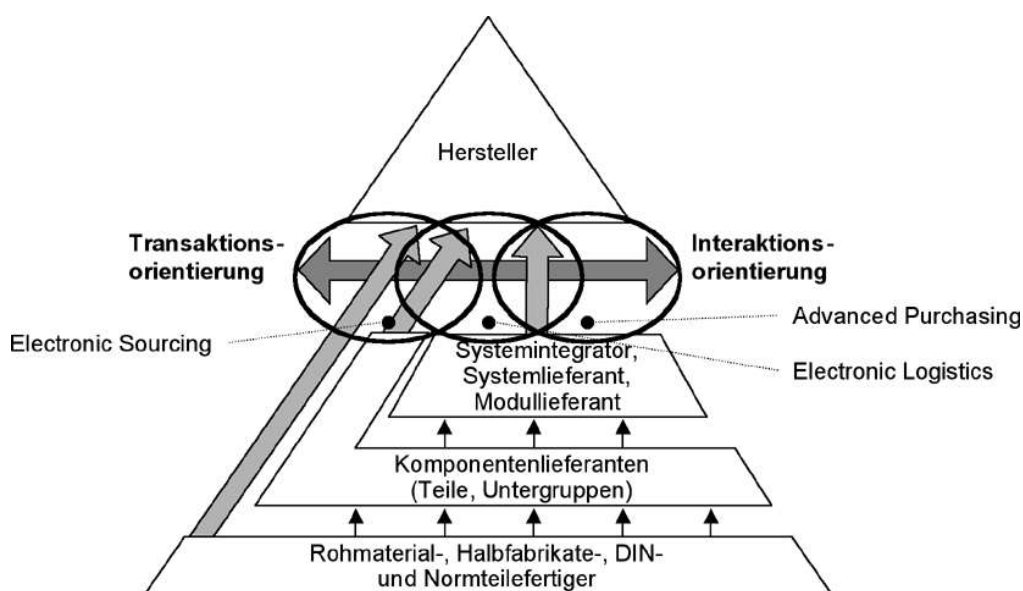 Hersteller
Transaktions-
orientierung
Interaktions-
orientierung
Electronic Sourcing
Advanced Purchasing
Electronic Logistics
Systemintegrator,
Systemlieferant,
Modullieferant
Komponentenlieferanten
(Teile, Untergruppen)
Rohmaterial-, Halbfabrikate-, DIN-
und Normteilefertiger